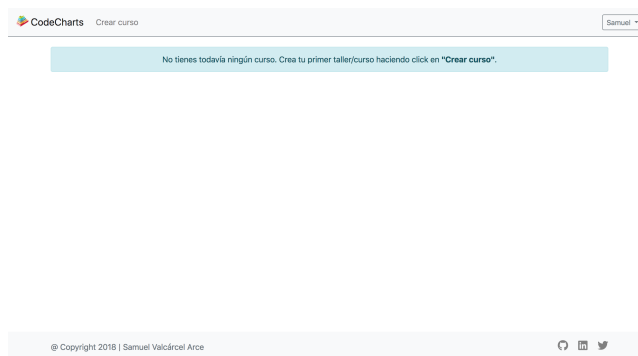 CodeCharts Crear curso Samuel
No tienes todavía ningún curso. Crea tu primer taller/curso haciendo click en "Crear curso".
@ Copyright 2018 | Samuel Valcárcel Arce